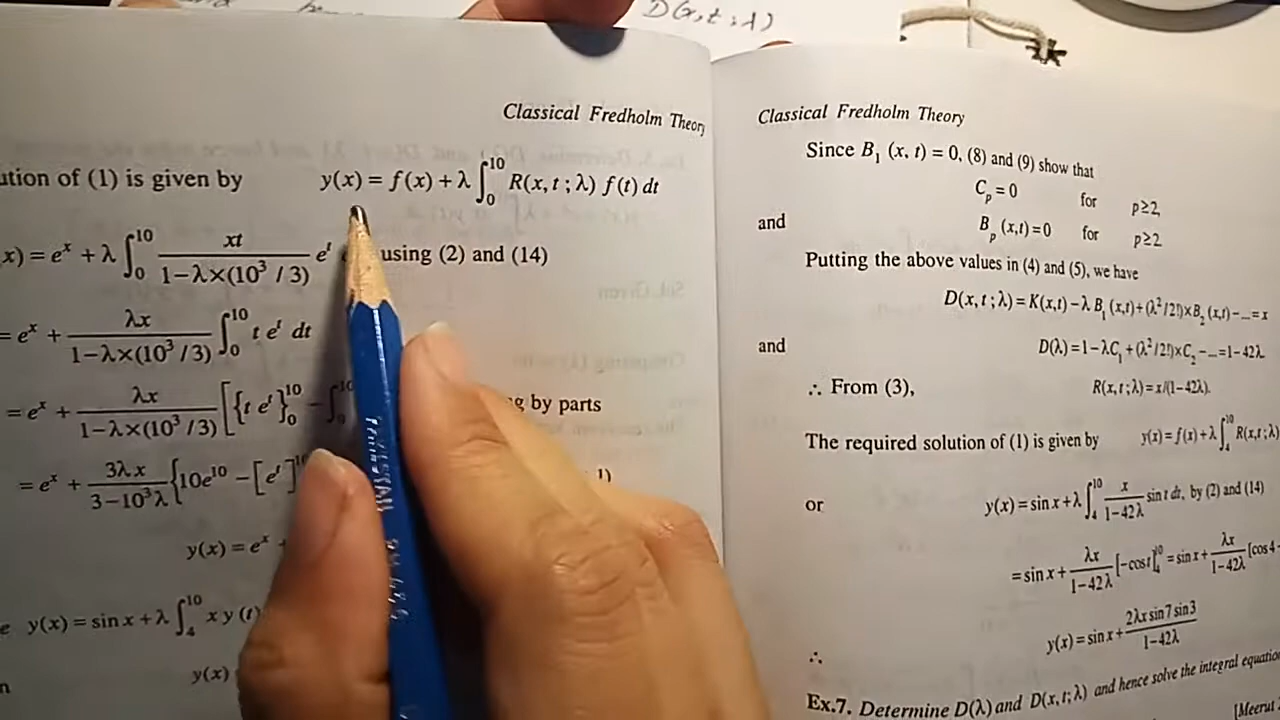 D(x, t ; λ)
Classical Fredholm Theory
ution of (1) is given by y(x) = f(x) + λ ∫₀¹⁰ R(x, t ; λ) f(t) dt
x) = eˣ + λ ∫₀¹⁰ xt / (1−λ×(10³ / 3)) eᵗ using (2) and (14)
= eˣ + λx / (1−λ×(10³ / 3)) ∫₀¹⁰ t eᵗ dt
= eˣ + λx / (1−λ×(10³ / 3)) [{t eᵗ}₀¹⁰ − ∫₀¹⁰ g by parts
= eˣ + 3λx / (3−10³λ) {10e¹⁰ − [eᵗ] 1)
y(x) = eˣ
e y(x) = sin x + λ ∫₄¹⁰ x y (t)
n y(x)
Classical Fredholm Theory
Since B₁ (x, t) = 0, (8) and (9) show that
Cₚ = 0 for p≥2,
and Bₚ (x,t) = 0 for p≥2
Putting the above values in (4) and (5), we have
D(x,t;λ) = K(x,t) − λ B₁(x,t)+(λ²/2!)×B₂(x,t)−...= x
and D(λ) = 1−λC₁+(λ²/2!)×C₂−...=1−42λ
∴ From (3), R(x,t;λ) = x/(1−42λ).
The required solution of (1) is given by y(x) = f(x) + λ ∫₄¹⁰ R(x,t;λ)
or y(x) = sin x + λ ∫₄¹⁰ x / (1−42λ) sin t dt, by (2) and (14)
= sin x + λx / (1−42λ) [−cos t]₄¹⁰ = sin x + λx / (1−42λ) [cos 4 −
∴ y(x) = sin x + 2λx sin 7 sin 3 / (1−42λ)
Ex.7. Determine D(λ) and D(x,t;λ) and hence solve the integral equatio
[Meerut